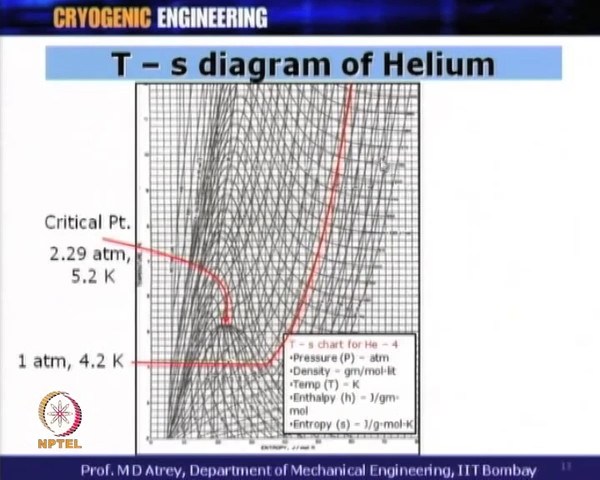 CRYOGENIC ENGINEERING
T – s diagram of Helium
Critical Pt.
2.29 atm,
5.2 K
1 atm, 4.2 K
T – s chart for He – 4
•Pressure (P) – atm
•Density – gm/mol-lit
•Temp (T) – K
•Enthalpy (h) – J/gm-
mol
•Entropy (s) – J/g-mol-K
NPTEL
Prof. M D Atrey, Department of Mechanical Engineering, IIT Bombay